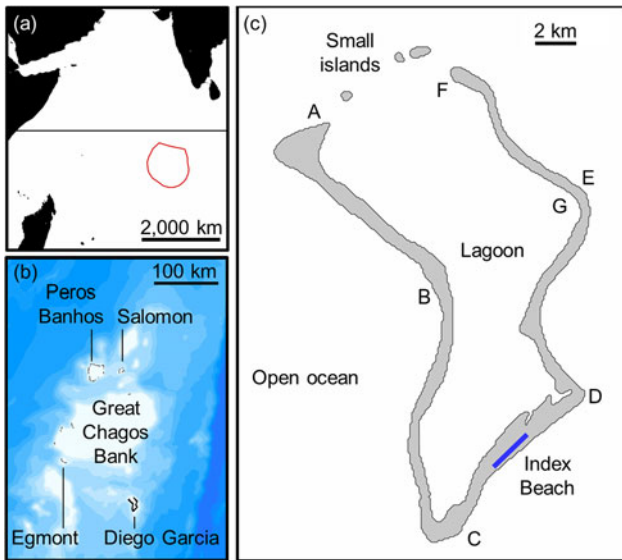 (a)
2,000 km
(b)
100 km
Peros
Banhos
Salomon
Great
Chagos
Bank
Egmont
Diego Garcia
(c)
Small
islands
2 km
A
F
E
G
Lagoon
B
Open ocean
D
Index
Beach
C